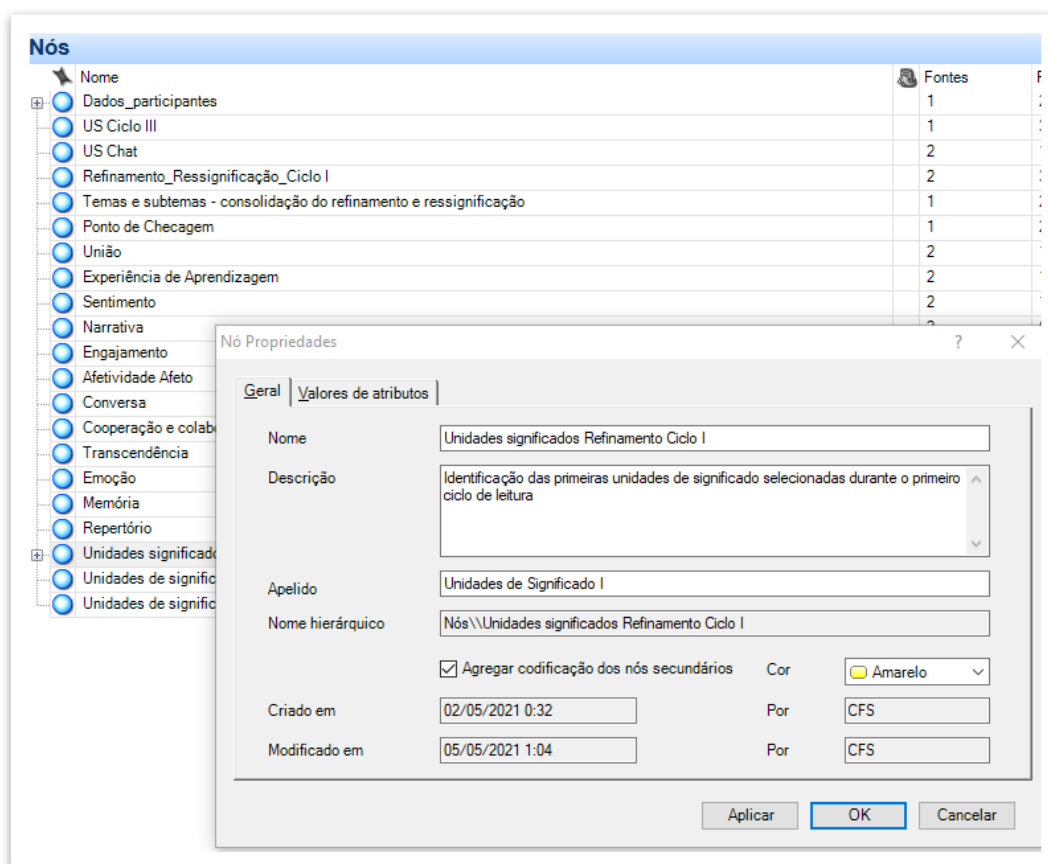 Nós
Nome Fontes
Dados_participantes 1
US Ciclo III 1
US Chat 2
Refinamento_Ressignificação_Ciclo I 2
Temas e subtemas - consolidação do refinamento e ressignificação 1
Ponto de Checagem 1
União 2
Experiência de Aprendizagem 2
Sentimento 2
Narrativa
Engajamento
Afetividade Afeto
Conversa
Cooperação e
Transcendência
Emoção
Memória
Repertório
Unidades
Unidades de
Unidades de
Nó Propriedades ?
Geral Valores de atributos
Nome Unidades significados Refinamento Ciclo I
Descrição Identificação das primeiras unidades de significado selecionadas durante o primeiro
ciclo de leitura
Apelido Unidades de Significado I
Nome hierárquico Nós\\Unidades significados Refinamento Ciclo I
Agregar codificação dos nós secundários Cor Amarelo
Criado em 02/05/2021 0:32 Por CFS
Modificado em 05/05/2021 1:04 Por CFS
Aplicar OK Cancelar